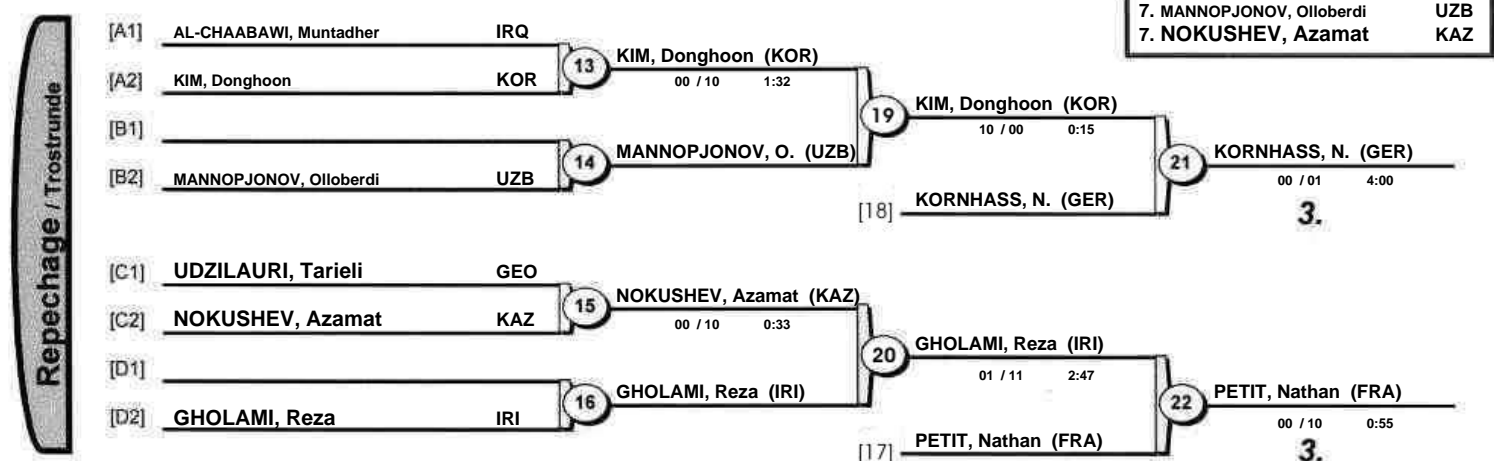 7. MANNOPJONOV, Olloberdi UZB
7. NOKUSHEV, Azamat KAZ
Repechage / Trostrunde
[A1] AL-CHAABAWI, Muntadher IRQ
[A2] KIM, Donghoon KOR
13
KIM, Donghoon (KOR)
00 / 10 1:32
[B1]
[B2] MANNOPJONOV, Olloberdi UZB
14
MANNOPJONOV, O. (UZB)
19
KIM, Donghoon (KOR)
10 / 00 0:15
[18] KORNHASS, N. (GER)
21
KORNHASS, N. (GER)
00 / 01 4:00
3.
[C1] UDZILAURI, Tarieli GEO
[C2] NOKUSHEV, Azamat KAZ
15
NOKUSHEV, Azamat (KAZ)
00 / 10 0:33
[D1]
[D2] GHOLAMI, Reza IRI
16
GHOLAMI, Reza (IRI)
20
GHOLAMI, Reza (IRI)
01 / 11 2:47
[17] PETIT, Nathan (FRA)
22
PETIT, Nathan (FRA)
00 / 10 0:55
3.